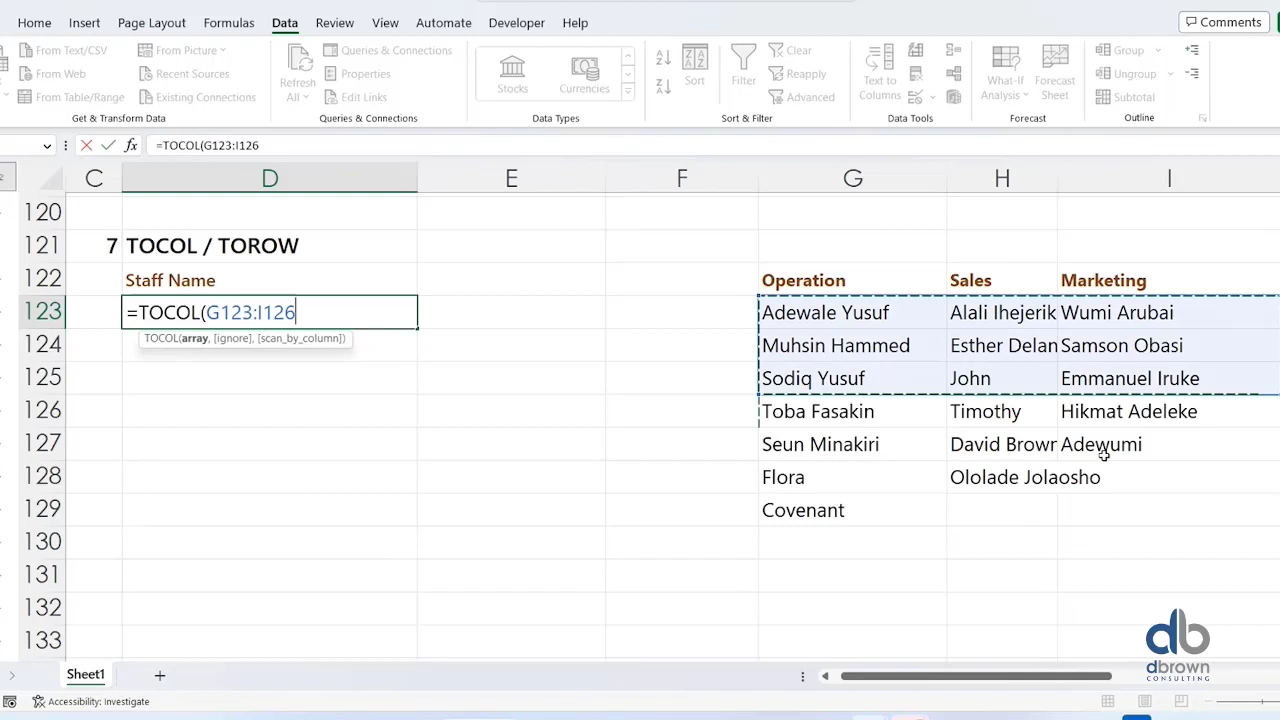 Home Insert Page Layout Formulas Data Review View Automate Developer Help Comments
From Text/CSV From Picture Queries & Connections Clear Group
From Web Recent Sources Refresh All Properties Stocks Currencies Sort Filter Reapply Text to Columns What-If Analysis Forecast Sheet Ungroup
From Table/Range Existing Connections Edit Links Advanced Subtotal
Get & Transform Data Queries & Connections Data Types Sort & Filter Data Tools Forecast Outline
fx =TOCOL(G123:I126
C D E F G H I
120
121 7 TOCOL / TOROW
122 Staff Name Operation Sales Marketing
123 =TOCOL(G123:I126 Adewale Yusuf Alali Ihejerik Wumi Arubai
TOCOL(array, [ignore], [scan_by_column])
124 Muhsin Hammed Esther Delan Samson Obasi
125 Sodiq Yusuf John Emmanuel Iruke
126 Toba Fasakin Timothy Hikmat Adeleke
127 Seun Minakiri David Brown Adewumi
128 Flora Ololade Jolaosho
129 Covenant
130
131
132
133
db
dbrown
CONSULTING
Sheet1
Accessibility: Investigate